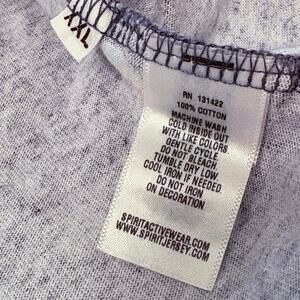 XXL
RN 131422
100% COTTON
MACHINE WASH
COLD INSIDE OUT
WITH LIKE COLORS
GENTLE CYCLE
DO NOT BLEACH
TUMBLE DRY LOW
COOL IRON IF NEEDED
DO NOT IRON
ON DECORATION
SPIRITACTIVEWEAR.COM
WWW.SPIRITJERSEY.COM